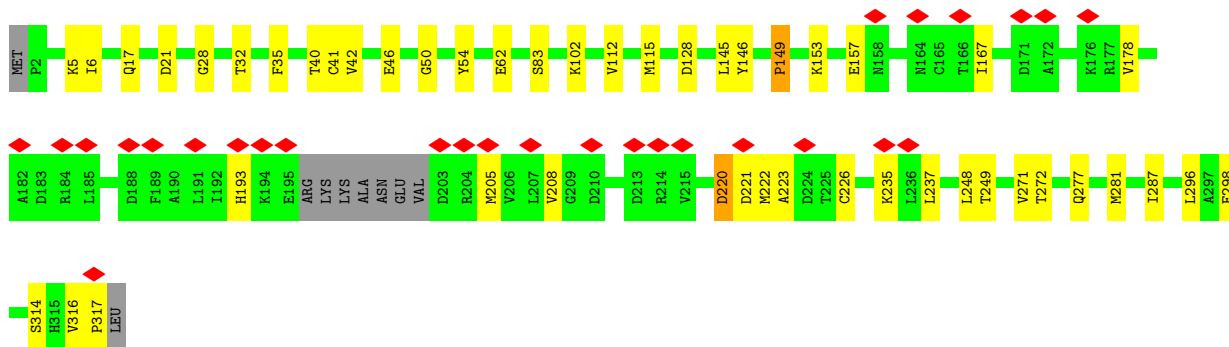 MET P2 K5 I6 Q17 D21 G28 T32 F35 T40 C41 V42 E46 G50 Y54 E62 S83 K102 V112 M115 D128 L145 Y146 P149 K153 E157 N158 N164 C165 T166 I167 D171 A172 K176 R177 V178
A182 D183 R184 L185 D188 F189 A190 L191 I192 H193 K194 E195 ARG LYS LYS ALA ASN GLU VAL D203 R204 M205 V206 L207 V208 G209 D210 D213 R214 V215 D220 D221 M222 A223 D224 T225 C226 K235 L236 L237 L248 T249 V271 T272 Q277 M281 I287 L296 A297 E298
S314 H315 V316 P317 LEU